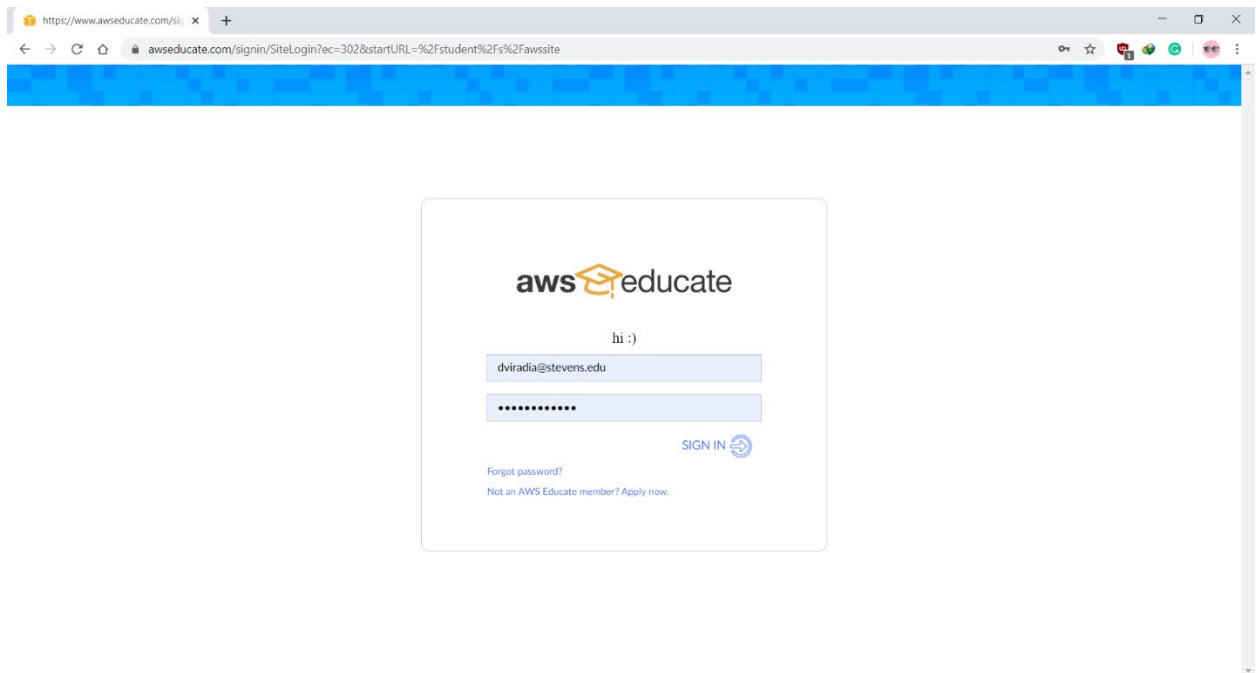 https://www.awseducate.com/sig
awseducate.com/signin/SiteLogin?ec=302&startURL=%2Fstudent%2Fs%2Fawssite
1
aws educate
hi :)
dviradia@stevens.edu
••••••••••••
SIGN IN
Forgot password?
Not an AWS Educate member? Apply now.